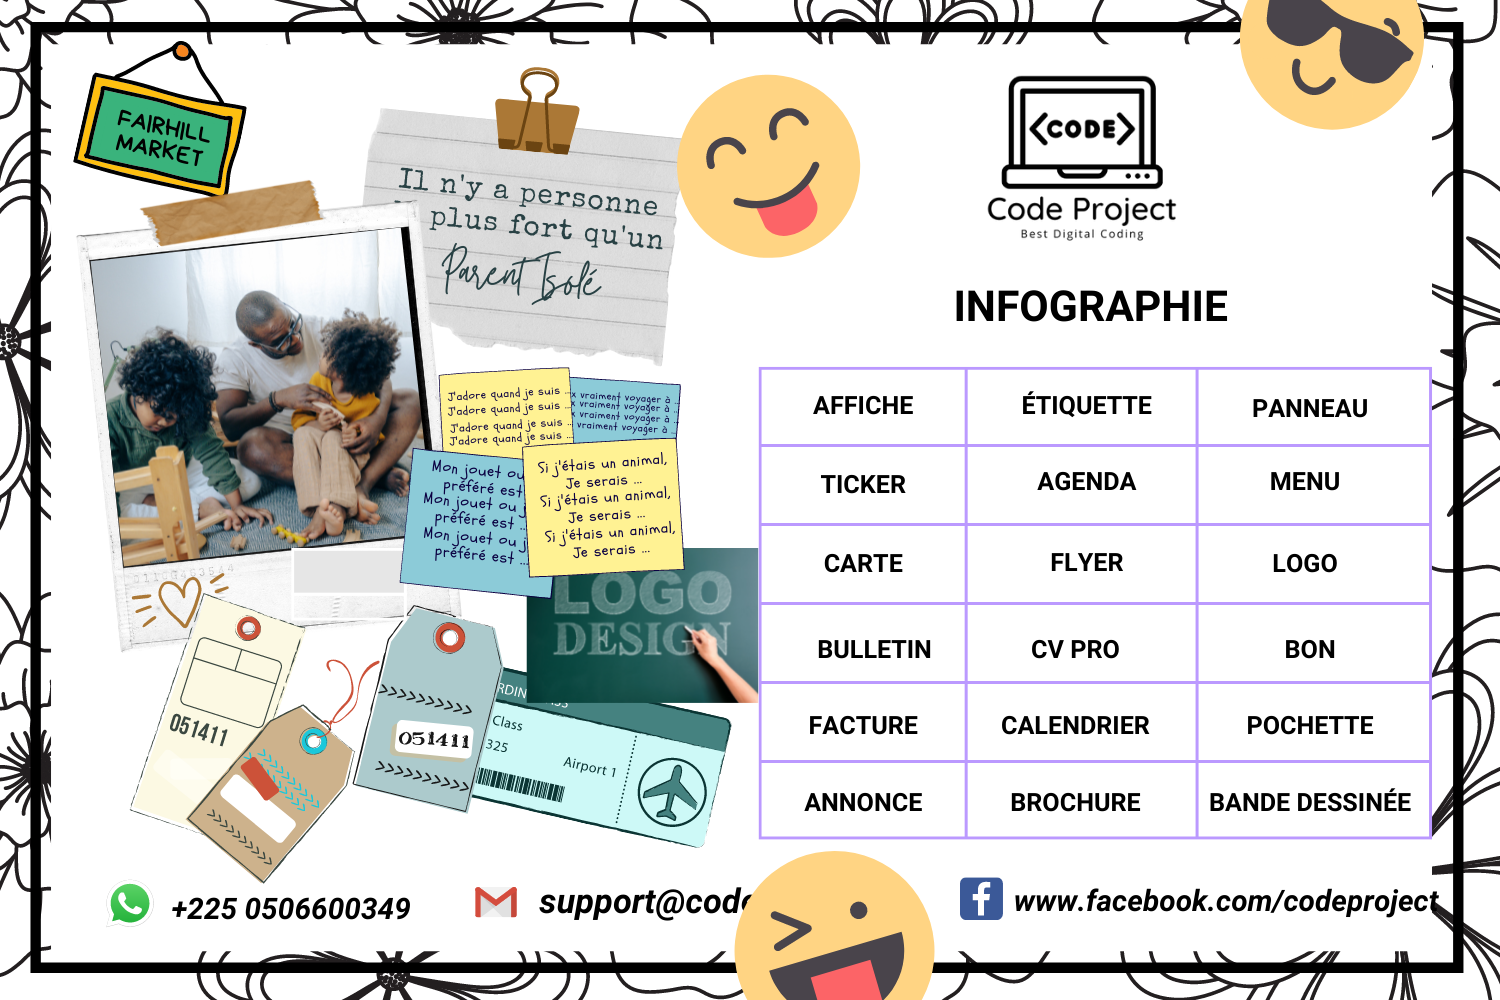 FAIRHILL
MARKET
Il n'y a personne
plus fort qu'un
Parent Isolé
<CODE>
Code Project
Best Digital Coding
INFOGRAPHIE
AFFICHE
ÉTIQUETTE
PANNEAU
TICKER
AGENDA
MENU
CARTE
FLYER
LOGO
BULLETIN
CV PRO
BON
FACTURE
CALENDRIER
POCHETTE
ANNONCE
BROCHURE
BANDE DESSINÉE
J'adore quand je suis ...
J'adore quand je suis ...
J'adore quand je suis ...
J'adore quand je suis ...
x vraiment voyager à ...
x vraiment voyager à ...
x vraiment voyager à ...
vraiment voyager à ...
Mon jouet ou
préféré est
Mon jouet ou j
préféré est ...
Mon jouet ou j
préféré est ...
Si j'étais un animal,
Je serais ...
Si j'étais un animal,
Je serais ...
Si j'étais un animal,
Je serais ...
LOGO
DESIGN
051411
051411
Class
325
Airport 1
+225 0506600349
support@code
www.facebook.com/codeproject